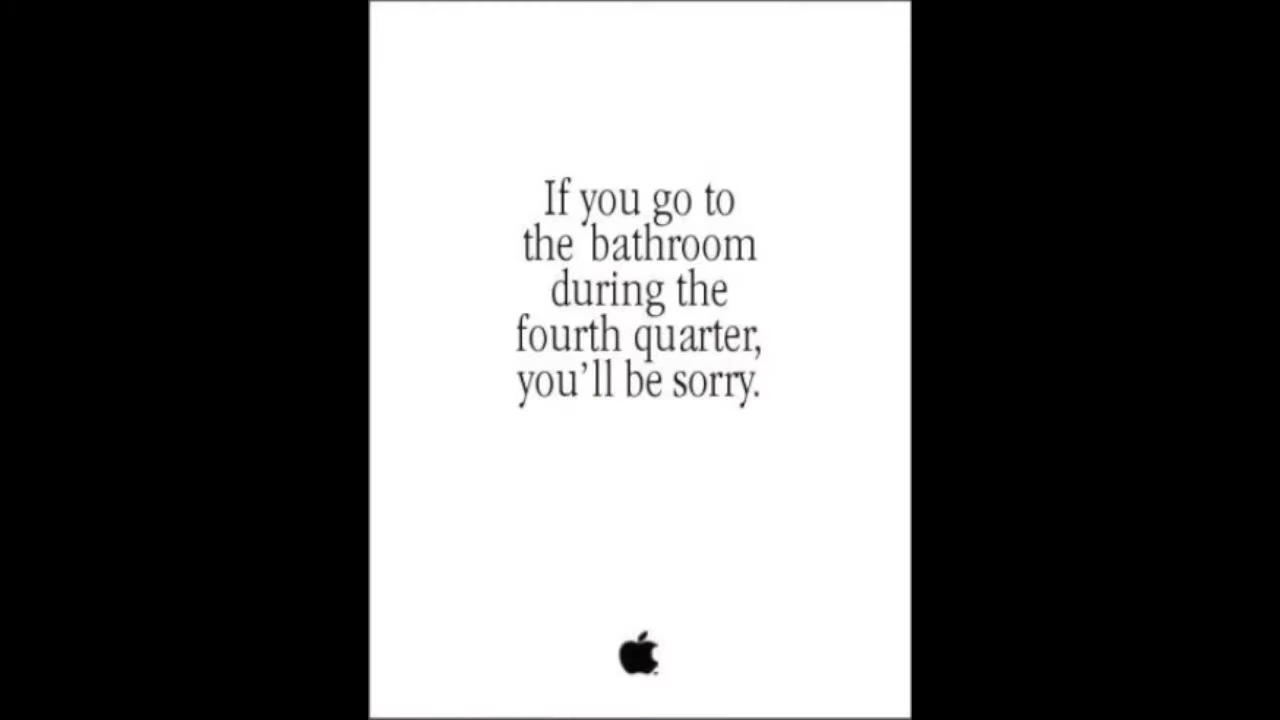 If you go to
the bathroom
during the
fourth quarter,
you'll be sorry.